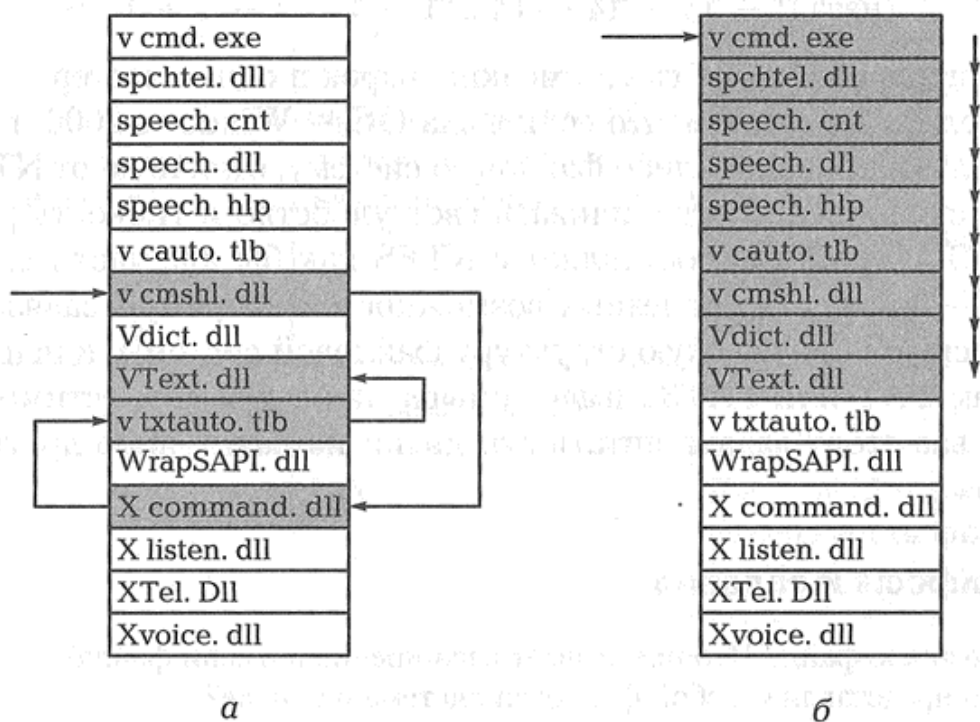 v cmd. exe
spchtel. dll
speech. cnt
speech. dll
speech. hlp
v cauto. tlb
v cmshl. dll
Vdict. dll
VText. dll
v txtauto. tlb
WrapSAPI. dll
X command. dll
X listen. dll
XTel. Dll
Xvoice. dll
а
v cmd. exe
spchtel. dll
speech. cnt
speech. dll
speech. hlp
v cauto. tlb
v cmshl. dll
Vdict. dll
VText. dll
v txtauto. tlb
WrapSAPI. dll
X command. dll
X listen. dll
XTel. Dll
Xvoice. dll
б